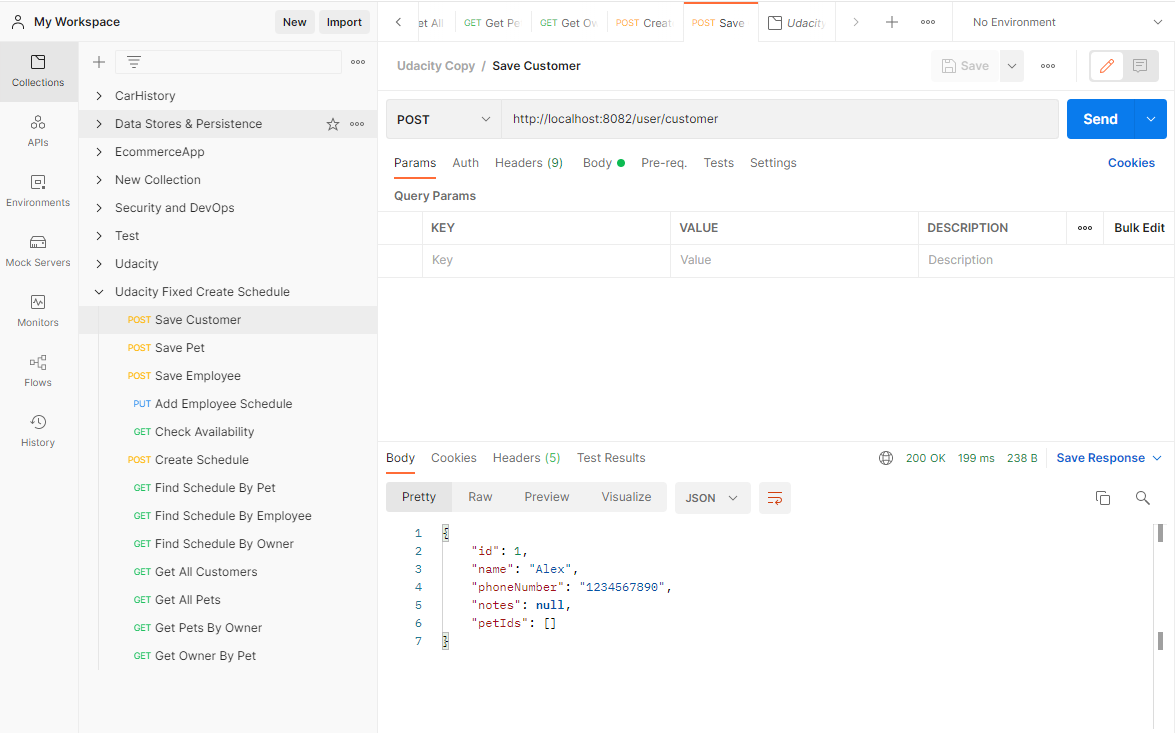 My Workspace
New
Import
Collections
APIs
Environments
Mock Servers
Monitors
Flows
History
CarHistory
Data Stores & Persistence
EcommerceApp
New Collection
Security and DevOps
Test
Udacity
Udacity Fixed Create Schedule
POST Save Customer
POST Save Pet
POST Save Employee
PUT Add Employee Schedule
GET Check Availability
POST Create Schedule
GET Find Schedule By Pet
GET Find Schedule By Employee
GET Find Schedule By Owner
GET Get All Customers
GET Get All Pets
GET Get Pets By Owner
GET Get Owner By Pet
et All
GET Get Pe
GET Get Ow
POST Creat
POST Save
Udacity
No Environment
Udacity Copy / Save Customer
Save
POST
http://localhost:8082/user/customer
Send
Params Auth Headers (9) Body Pre-req. Tests Settings Cookies
Query Params
KEY VALUE DESCRIPTION Bulk Edit
Key Value Description
Body Cookies Headers (5) Test Results 200 OK 199 ms 238 B Save Response
Pretty Raw Preview Visualize JSON
1 {
2 "id": 1,
3 "name": "Alex",
4 "phoneNumber": "1234567890",
5 "notes": null,
6 "petIds": []
7 }